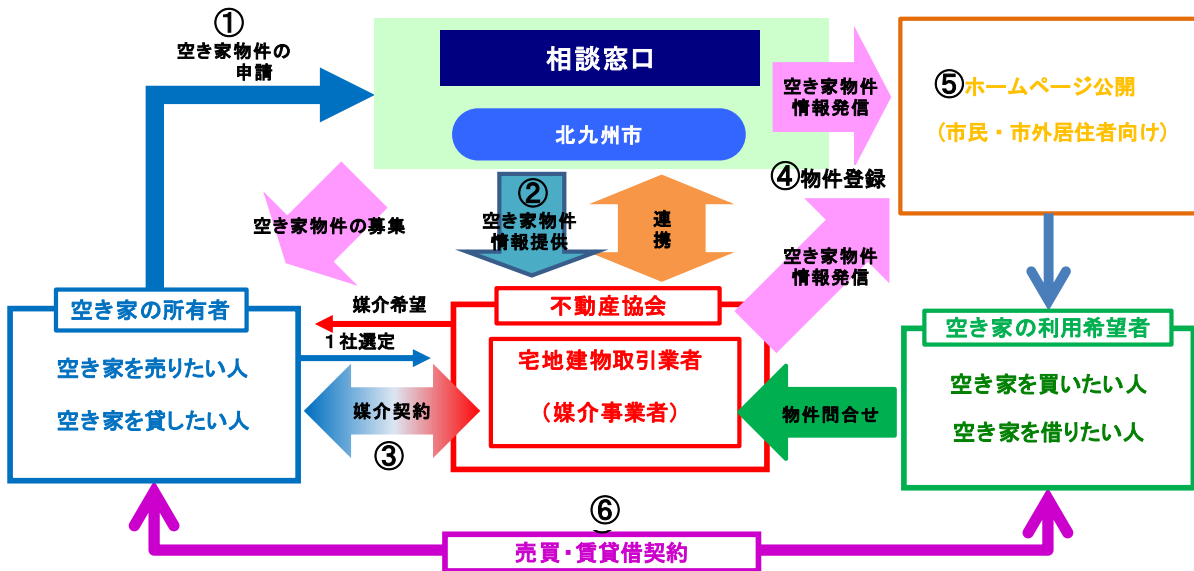 ①
空き家物件の
申請
相談窓口
北九州市
空き家物件
情報発信
⑤ホームページ公開
(市民・市外居住者向け)
空き家物件の募集
②
空き家物件
情報提供
連
携
④物件登録
空き家物件
情報発信
空き家の所有者
空き家を売りたい人
空き家を貸したい人
媒介希望
1社選定
媒介契約
③
不動産協会
宅地建物取引業者
(媒介事業者)
物件問合せ
空き家の利用希望者
空き家を買いたい人
空き家を借りたい人
⑥
売買・賃貸借契約